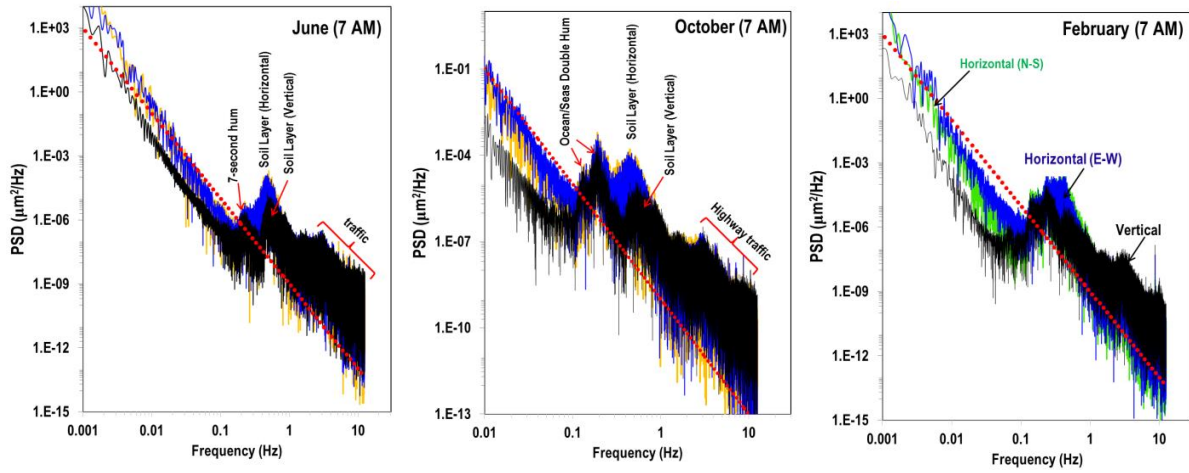 June (7 AM)
1.E+03
1.E+00
1.E-03
1.E-06
1.E-09
1.E-12
1.E-15
PSD (μm²/Hz)
7-second hum
Soil Layer (Horizontal)
Soil Layer (Vertical)
traffic
0.001 0.01 0.1 1 10
Frequency (Hz)
October (7 AM)
1.E-01
1.E-04
1.E-07
1.E-10
1.E-13
PSD (μm²/Hz)
Ocean/Seas Double Hum
Soil Layer (Horizontal)
Soil Layer (Vertical)
Highway traffic
0.01 0.1 1 10
Frequency (Hz)
February (7 AM)
1.E+03
1.E+00
1.E-03
1.E-06
1.E-09
1.E-12
1.E-15
PSD (μm²/Hz)
Horizontal (N-S)
Horizontal (E-W)
Vertical
0.001 0.01 0.1 1 10
Frequency (Hz)